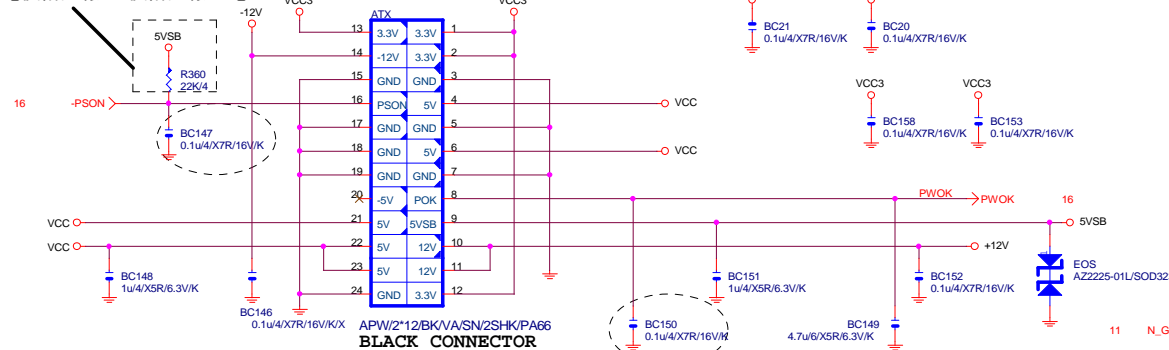 VCC3
ATX
VCC3
-12V
5VSB
R360
22K/4
16
-PSON
BC147
0.1u/4/X7R/16V/K
13 3.3V 3.3V 1
14 -12V 3.3V 2
15 GND GND 3
16 PSON 5V 4
17 GND GND 5
18 GND 5V 6
19 GND GND 7
20 -5V POK 8
21 5V 5VSB 9
22 5V 12V 10
23 5V 12V 11
24 GND 3.3V 12
VCC
VCC
VCC
VCC
BC148
1u/4/X5R/6.3V/K
BC146
0.1u/4/X7R/16V/K/X
APW/2*12/BK/VA/SN/2SHK/PA66
BLACK CONNECTOR
BC21
0.1u/4/X7R/16V/K
BC20
0.1u/4/X7R/16V/K
VCC3
VCC3
BC158
0.1u/4/X7R/16V/K
BC153
0.1u/4/X7R/16V/K
PWOK
PWOK
16
5VSB
+12V
BC151
1u/4/X5R/6.3V/K
BC152
0.1u/4/X7R/16V/K
EOS
AZ2225-01L/SOD32
BC150
0.1u/4/X7R/16V/K
BC149
4.7u/6/X5R/6.3V/K
11 N_G